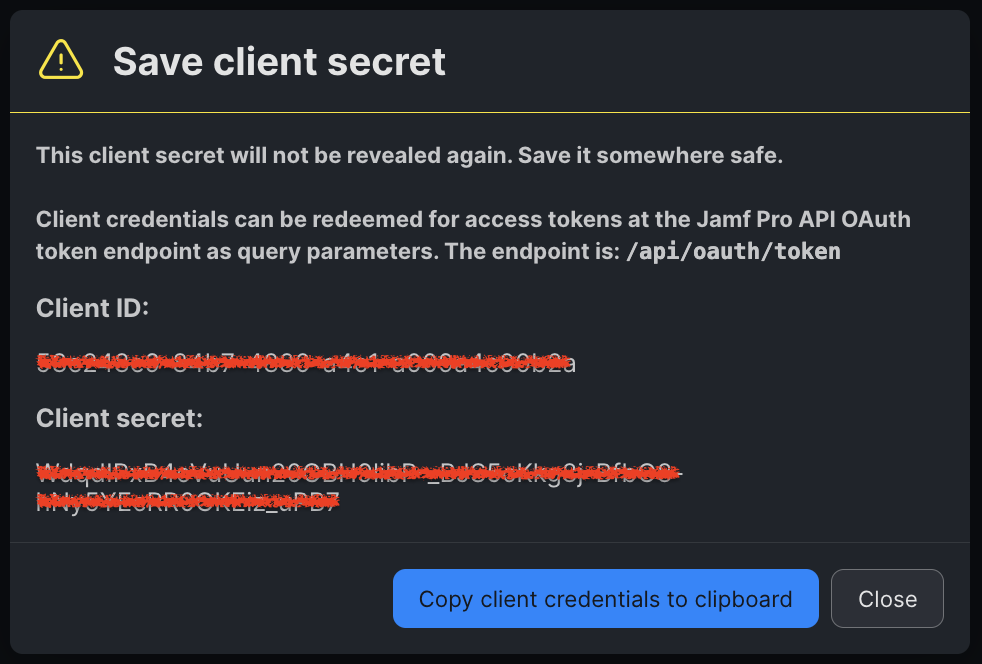 Save client secret
This client secret will not be revealed again. Save it somewhere safe.
Client credentials can be redeemed for access tokens at the Jamf Pro API OAuth
token endpoint as query parameters. The endpoint is: /api/oauth/token
Client ID:
Client secret:
Copy client credentials to clipboard
Close